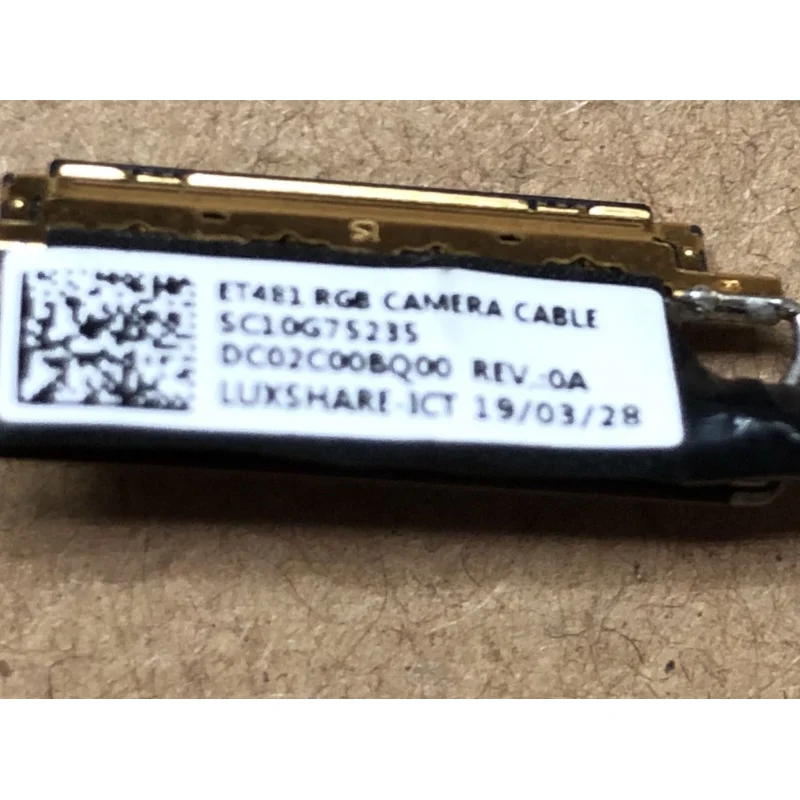 ET481 RGB CAMERA CABLE
SC10G75235
DC02C00BQ00 REV:0A
LUXSHARE-ICT 19/03/28